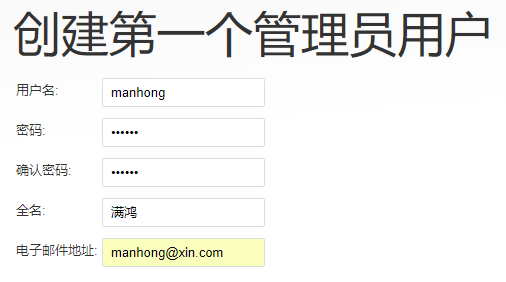 创建第一个管理员用户
用户名: manhong
密码: ••••••
确认密码: ••••••
全名: 满鸿
电子邮件地址: manhong@xin.com